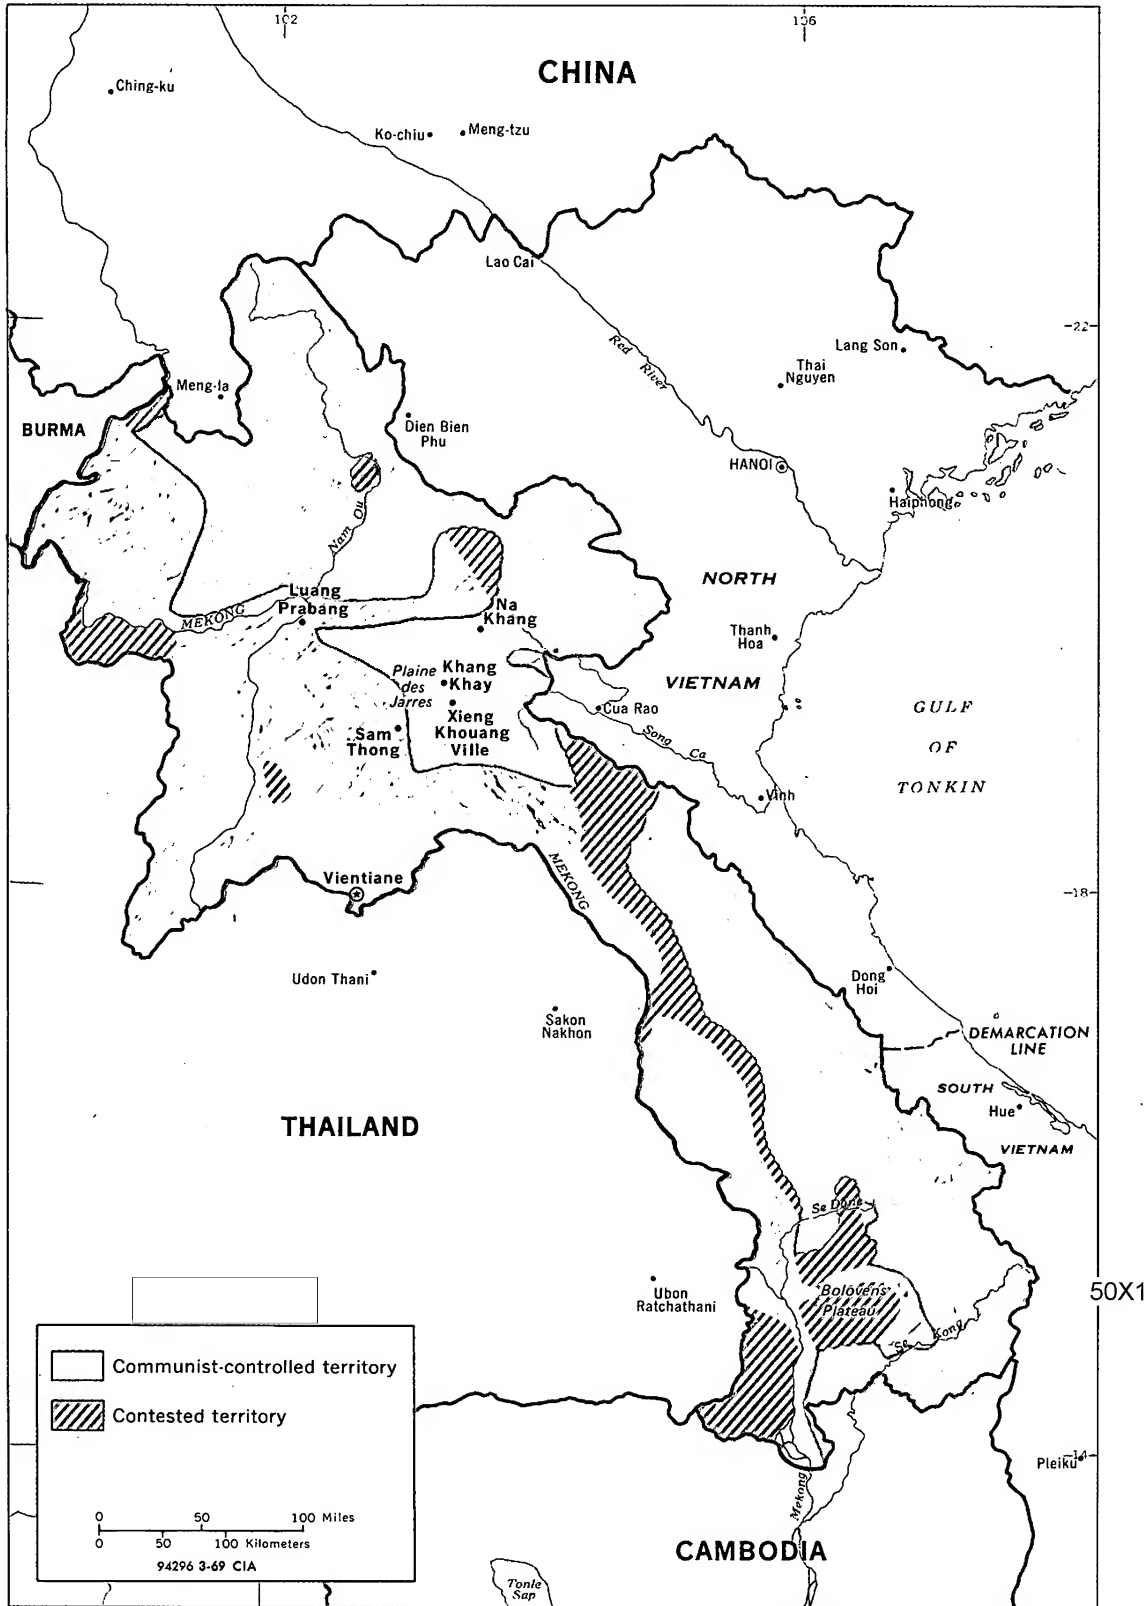 102
106
CHINA
Ching-ku
Ko-chiu
Meng-tzu
Lao Cai
Red
River
22
Lang Son
Thai
Nguyen
Meng-la
BURMA
Dien Bien
Phu
HANOI
Haiphong
Nam Ou
NORTH
VIETNAM
Luang
Prabang
MEKONG
Na
Khang
Thanh
Hoa
Plaine
des
Jarres
Khang
Khay
Xieng
Khouang
Ville
Sam
Thong
Cua Rao
Song Ca
GULF
OF
TONKIN
Vinh
MEKONG
Vientiane
18
Udon Thani
Sakon
Nakhon
Dong
Hoi
DEMARCATION
LINE
SOUTH
Hue
VIETNAM
THAILAND
Se Done
Ubon
Ratchathani
Bolovens
Plateau
Se Kong
50X1
Communist-controlled territory
Contested territory
14
Pleiku
0 50 100 Miles
0 50 100 Kilometers
94296 3-69 CIA
Mekong
CAMBODIA
Tonle
Sap